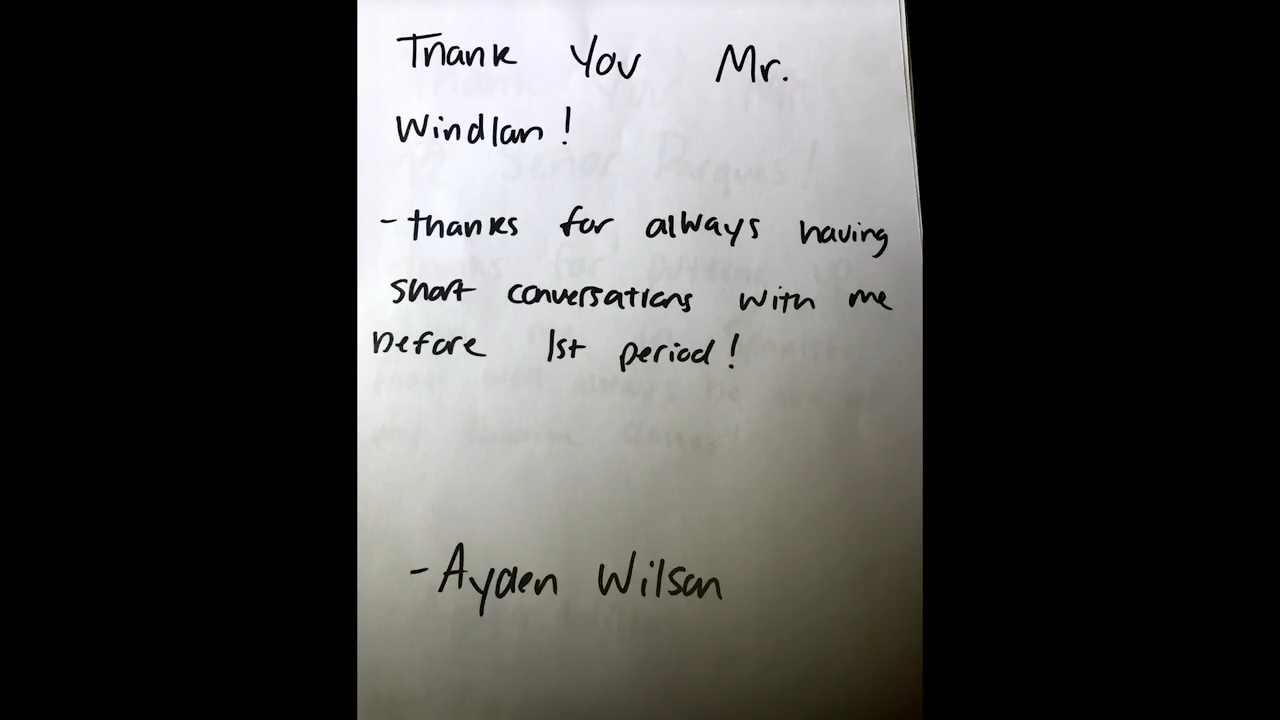 Thank You Mr.
Windlan!
- thanks for always having
short conversations with me
before 1st period!
- Ayden Wilson